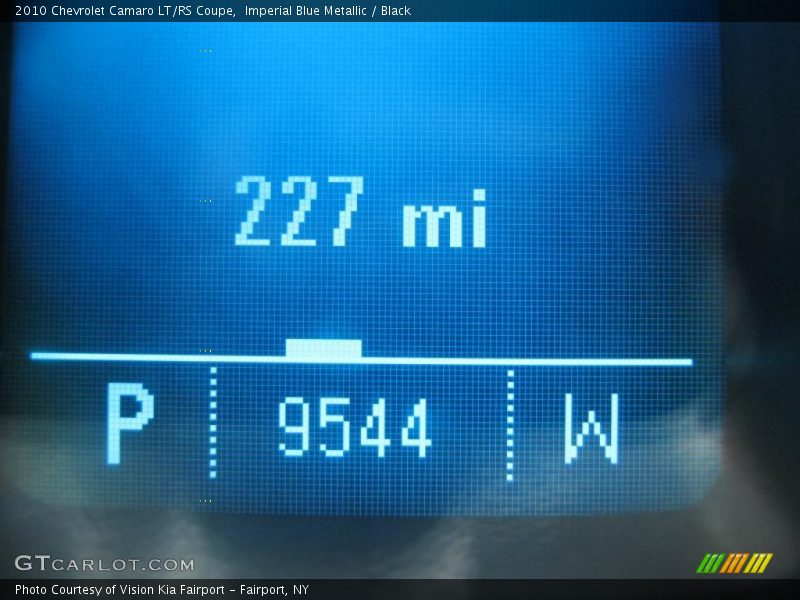 2010 Chevrolet Camaro LT/RS Coupe,  Imperial Blue Metallic / Black
227 mi
P 9544 W
GTCARLOT.COM
Photo Courtesy of Vision Kia Fairport - Fairport, NY